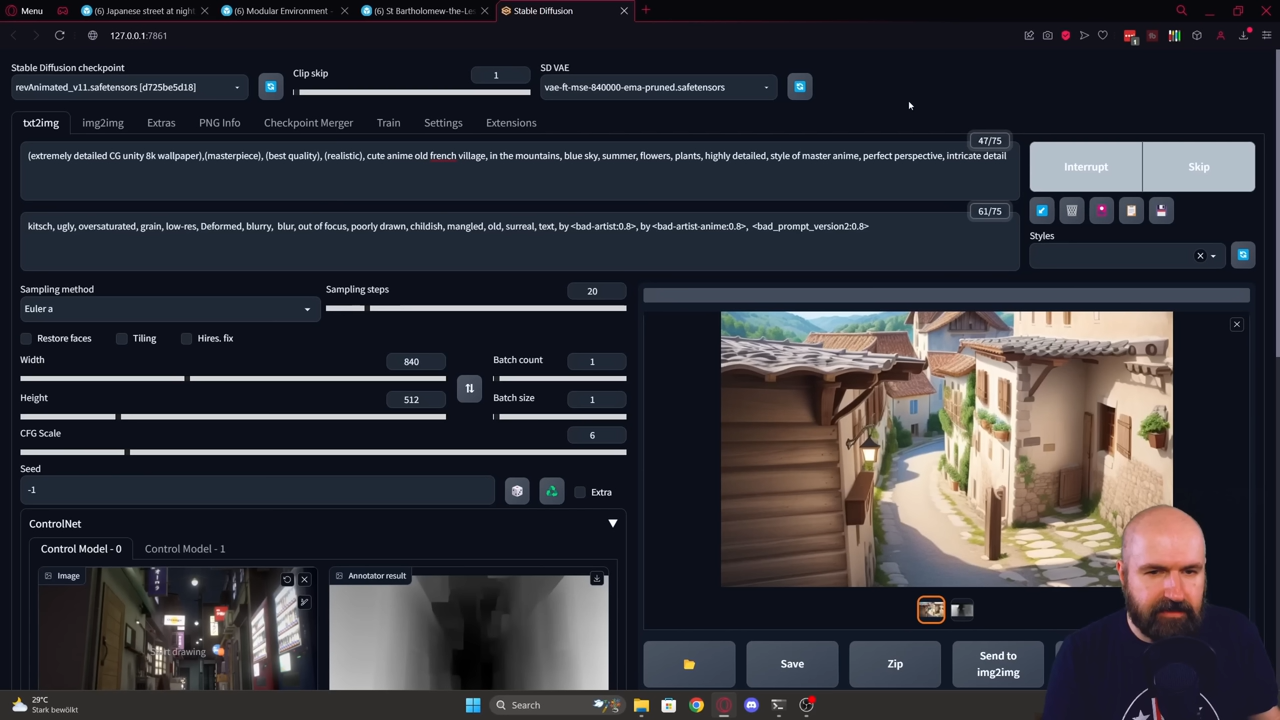 Menu
(6) Japanese street at night
(6) Modular Environment -
(6) St Bartholomew-the-Le
Stable Diffusion
127.0.0.1:7861
Stable Diffusion checkpoint
revAnimated_v11.safetensors [d725be5d18]
Clip skip
1
SD VAE
vae-ft-mse-840000-ema-pruned.safetensors
txt2img
img2img
Extras
PNG Info
Checkpoint Merger
Train
Settings
Extensions
47/75
(extremely detailed CG unity 8k wallpaper),(masterpiece), (best quality), (realistic), cute anime old french village, in the mountains, blue sky, summer, flowers, plants, highly detailed, style of master anime, perfect perspective, intricate detail
Interrupt
Skip
61/75
kitsch, ugly, oversaturated, grain, low-res, Deformed, blurry, blur, out of focus, poorly drawn, childish, mangled, old, surreal, text, by <bad-artist:0.8>, by <bad-artist-anime:0.8>, <bad_prompt_version2:0.8>
Styles
Sampling method
Euler a
Sampling steps
20
Restore faces
Tiling
Hires. fix
Width
840
Batch count
1
Height
512
Batch size
1
CFG Scale
6
Seed
-1
Extra
ControlNet
Control Model - 0
Control Model - 1
Image
Start drawing
Annotator result
Save
Zip
Send to
img2img
29°C
Stark bewölkt
Search